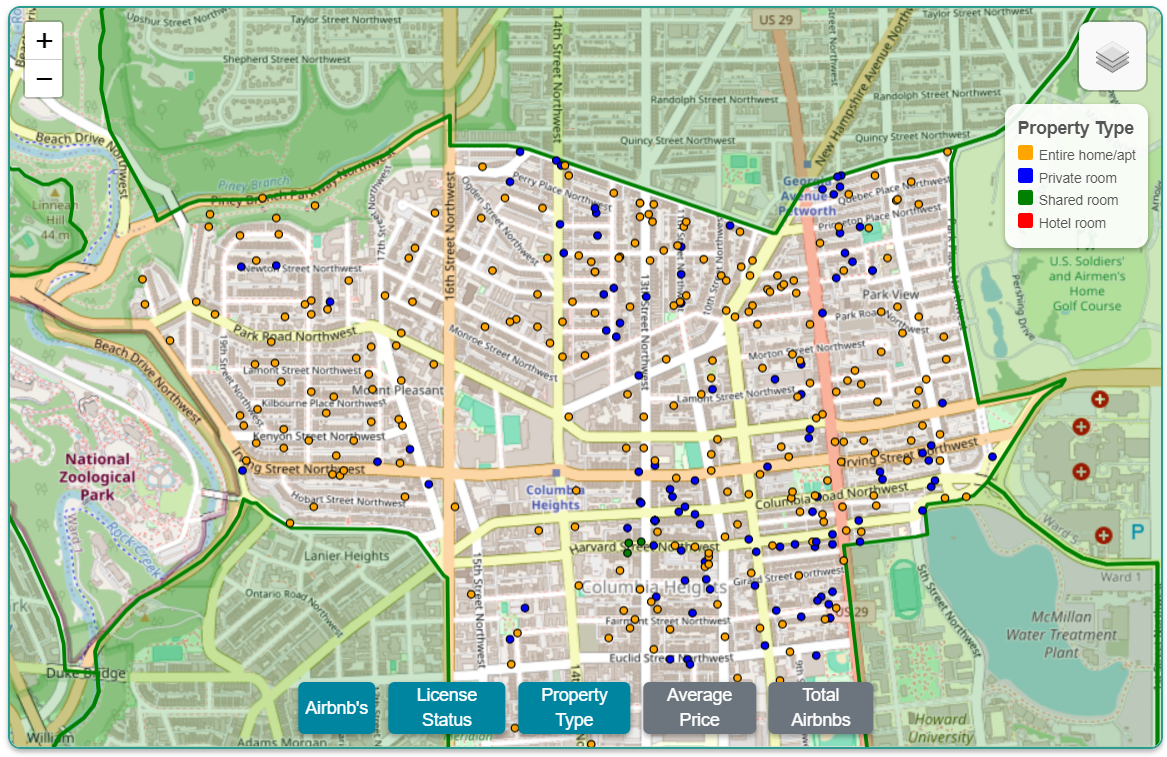 +
−
Upshur Street Northwest
Taylor Street Northwest
Taylor Street Northwest
Shepherd Street Northwest
14th Street Northwest
US 29
New Hampshire Avenue Northwest
Randolph Street Northwest
Randolph Street Northwest
Quincy Street Northwest
Quincy Street Northwest
Beach Drive Northwest
Property Type
Entire home/apt
Private room
Shared room
Hotel room
Linnean
Hill
44 m
Piney Branch
Piney Branch Parkway Northwest
17th Street Northwest
16th Street Northwest
Perry Place Northwest
Georgia
Avenue
Petworth
Quebec Place Northwest
Princeton Place Northwest
Newton Street Northwest
13th Street Northwest
10th Street Northwest
Park View
Park Road
U.S. Soldiers'
and Airmen's
Home
Golf Course
Pershing Drive
Park Road Northwest
Monroe Street Northwest
Morton Street Northwest
Beach Drive Northwest
19th Street Northwest
Lamont Street Northwest
Mount Pleasant
Lamont Street Northwest
Kilbourne Place Northwest
Kenyon Street Northwest
Irving Street Northwest
Irving Street Northwest
National
Zoological
Park
Hobart Street Northwest
Columbia
Heights
Columbia Road Northwest
Rock Creek
Ward 1
Lanier Heights
Harvard Street Northwest
P
Ward 5
Ward 1
Ontario Road Northwest
15th Street Northwest
Columbia Heights
Girard Street Northwest
5th Street Northwest
US 29
Fairmont Street Northwest
McMillan
Water Treatment
Plant
Euclid Street Northwest
Duke Bridge
William
Adams Morgan
Howard
University
Airbnb's
License
Status
Property
Type
Average
Price
Total
Airbnbs